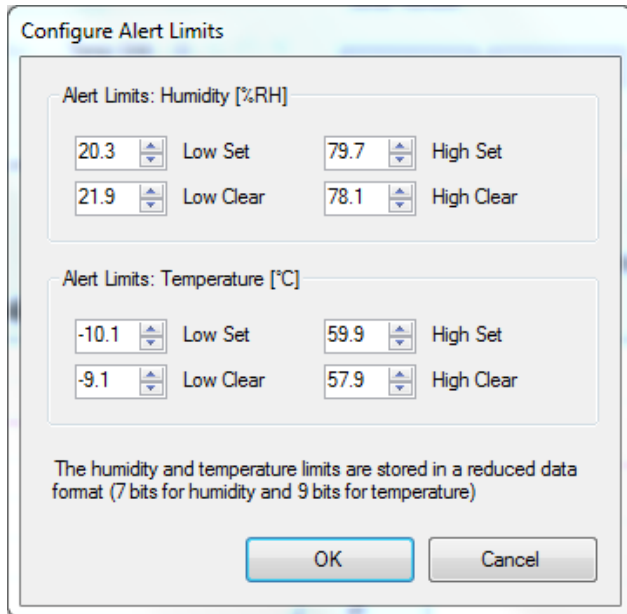 Configure Alert Limits
Alert Limits: Humidity [%RH]
20.3 Low Set 79.7 High Set
21.9 Low Clear 78.1 High Clear
Alert Limits: Temperature [°C]
-10.1 Low Set 59.9 High Set
-9.1 Low Clear 57.9 High Clear
The humidity and temperature limits are stored in a reduced data
format (7 bits for humidity and 9 bits for temperature)
OK Cancel